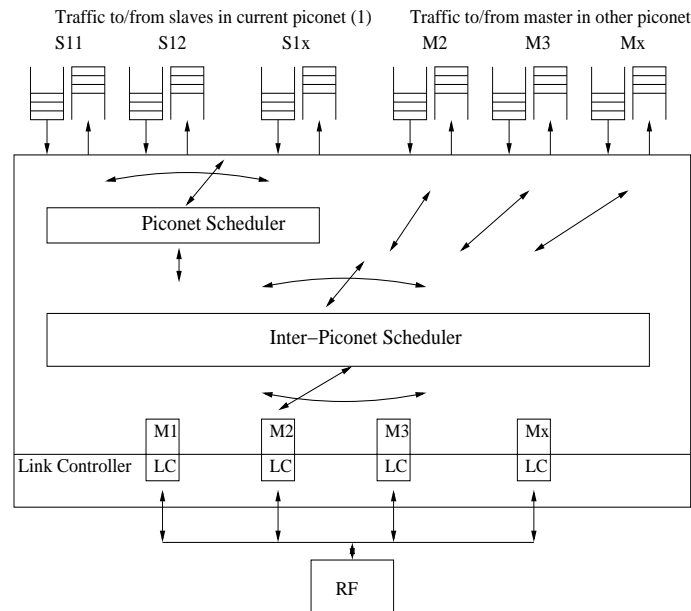 Traffic to/from slaves in current piconet (1) Traffic to/from master in other piconet
S11 S12 S1x M2 M3 Mx
Piconet Scheduler
Inter−Piconet Scheduler
M1 M2 M3 Mx
Link Controller LC LC LC LC
RF